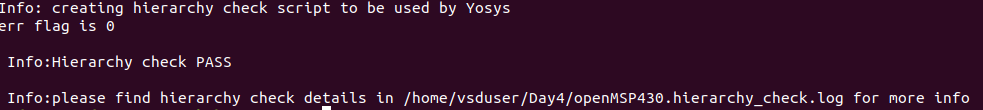 Info: creating hierarchy check script to be used by Yosys
err flag is 0
Info:Hierarchy check PASS
Info:please find hierarchy check details in /home/vsduser/Day4/openMSP430.hierarchy_check.log for more info